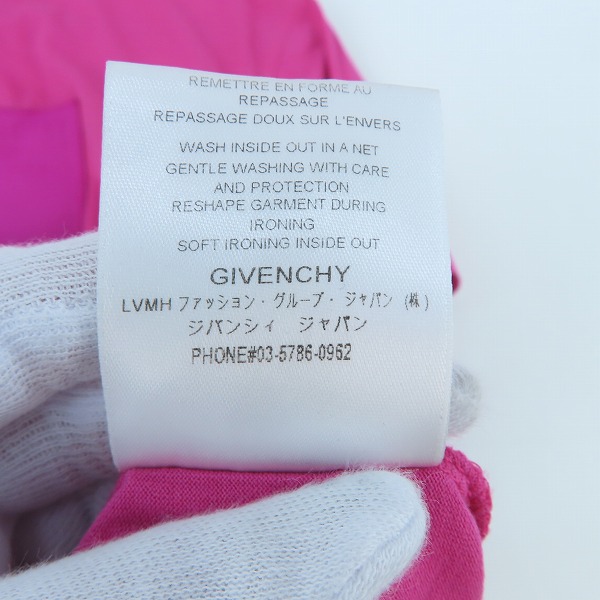 REMETTRE EN FORME AU
REPASSAGE
REPASSAGE DOUX SUR L'ENVERS
WASH INSIDE OUT IN A NET
GENTLE WASHING WITH CARE
AND PROTECTION
RESHAPE GARMENT DURING
IRONING
SOFT IRONING INSIDE OUT
GIVENCHY
LVMH ファッション・グループ・ジャパン (株)
ジバンシィ ジャパン
PHONE#03-5786-0962